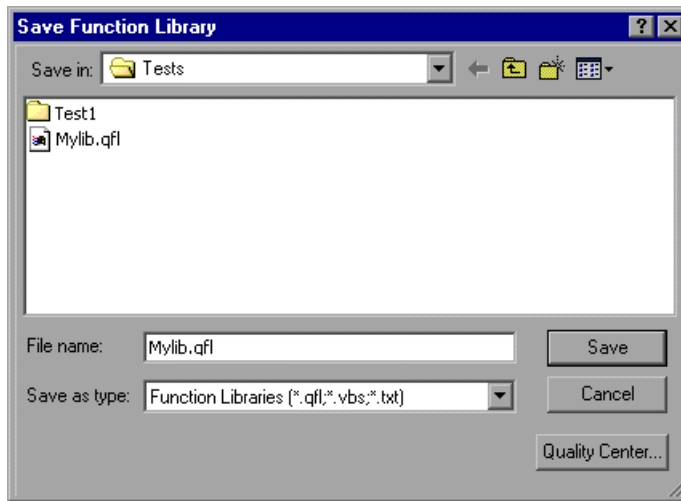 Save Function Library
Save in: Tests
Test1
Mylib.qfl
File name: Mylib.qfl Save
Save as type: Function Libraries (*.qfl;*.vbs;*.txt) Cancel
Quality Center...